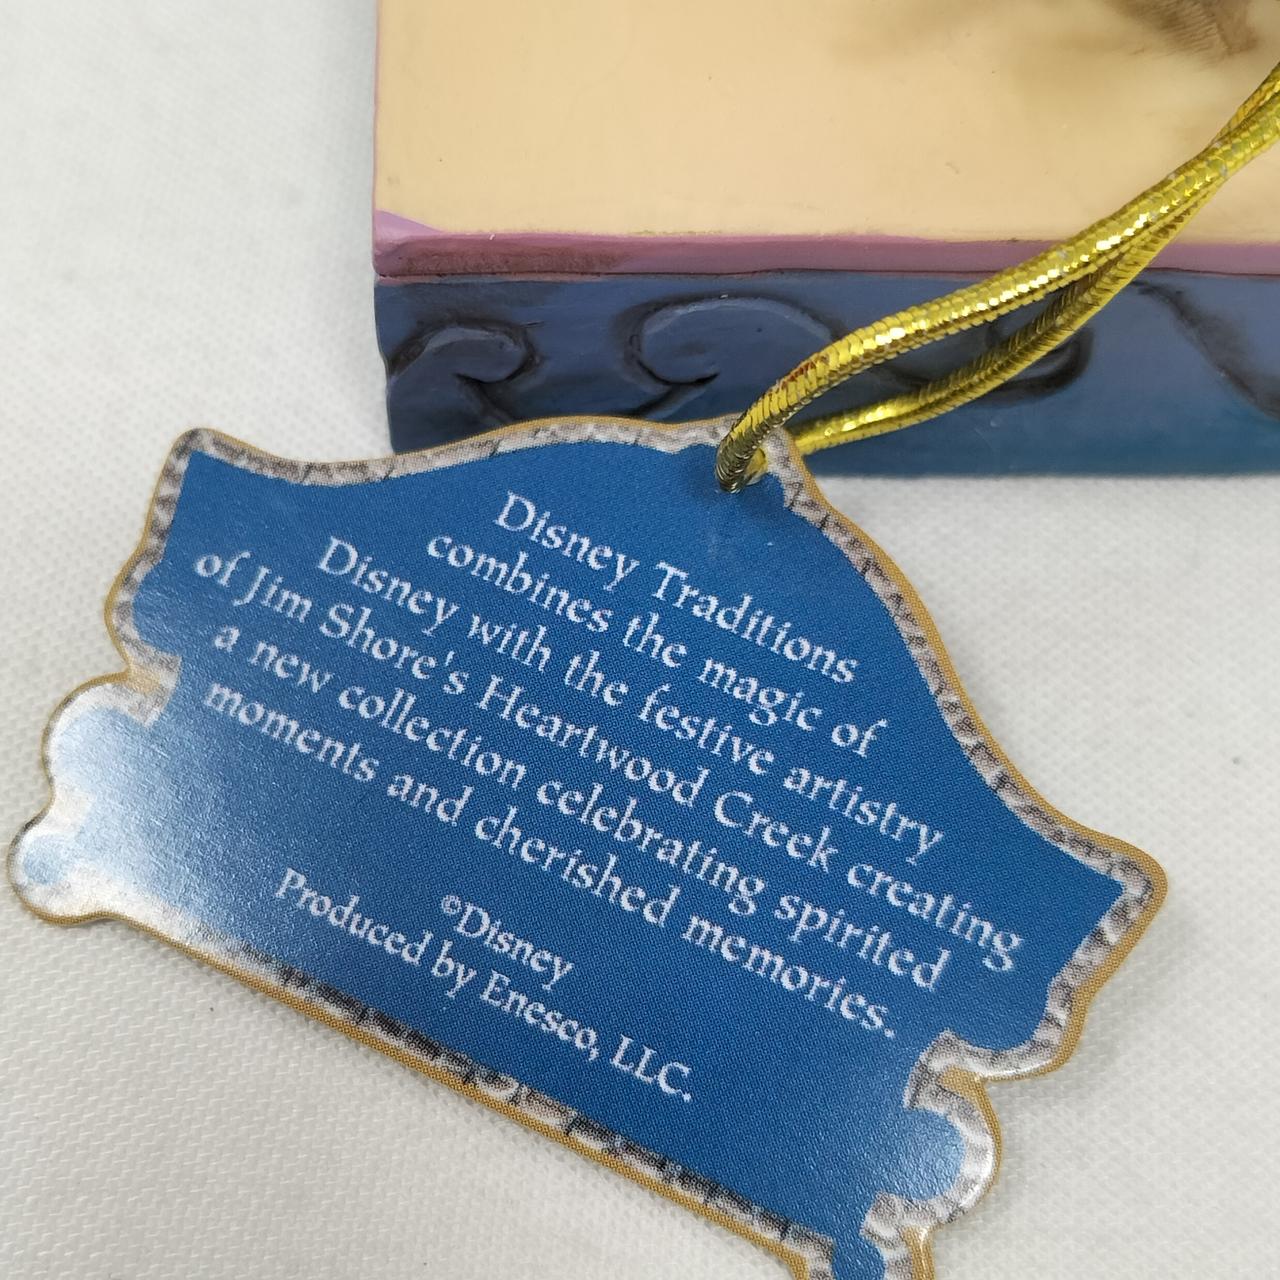 Disney Traditions
combines the magic of
Disney with the festive artistry
of Jim Shore's Heartwood Creek creating
a new collection celebrating spirited
moments and cherished memories.
©Disney
Produced by Enesco, LLC.